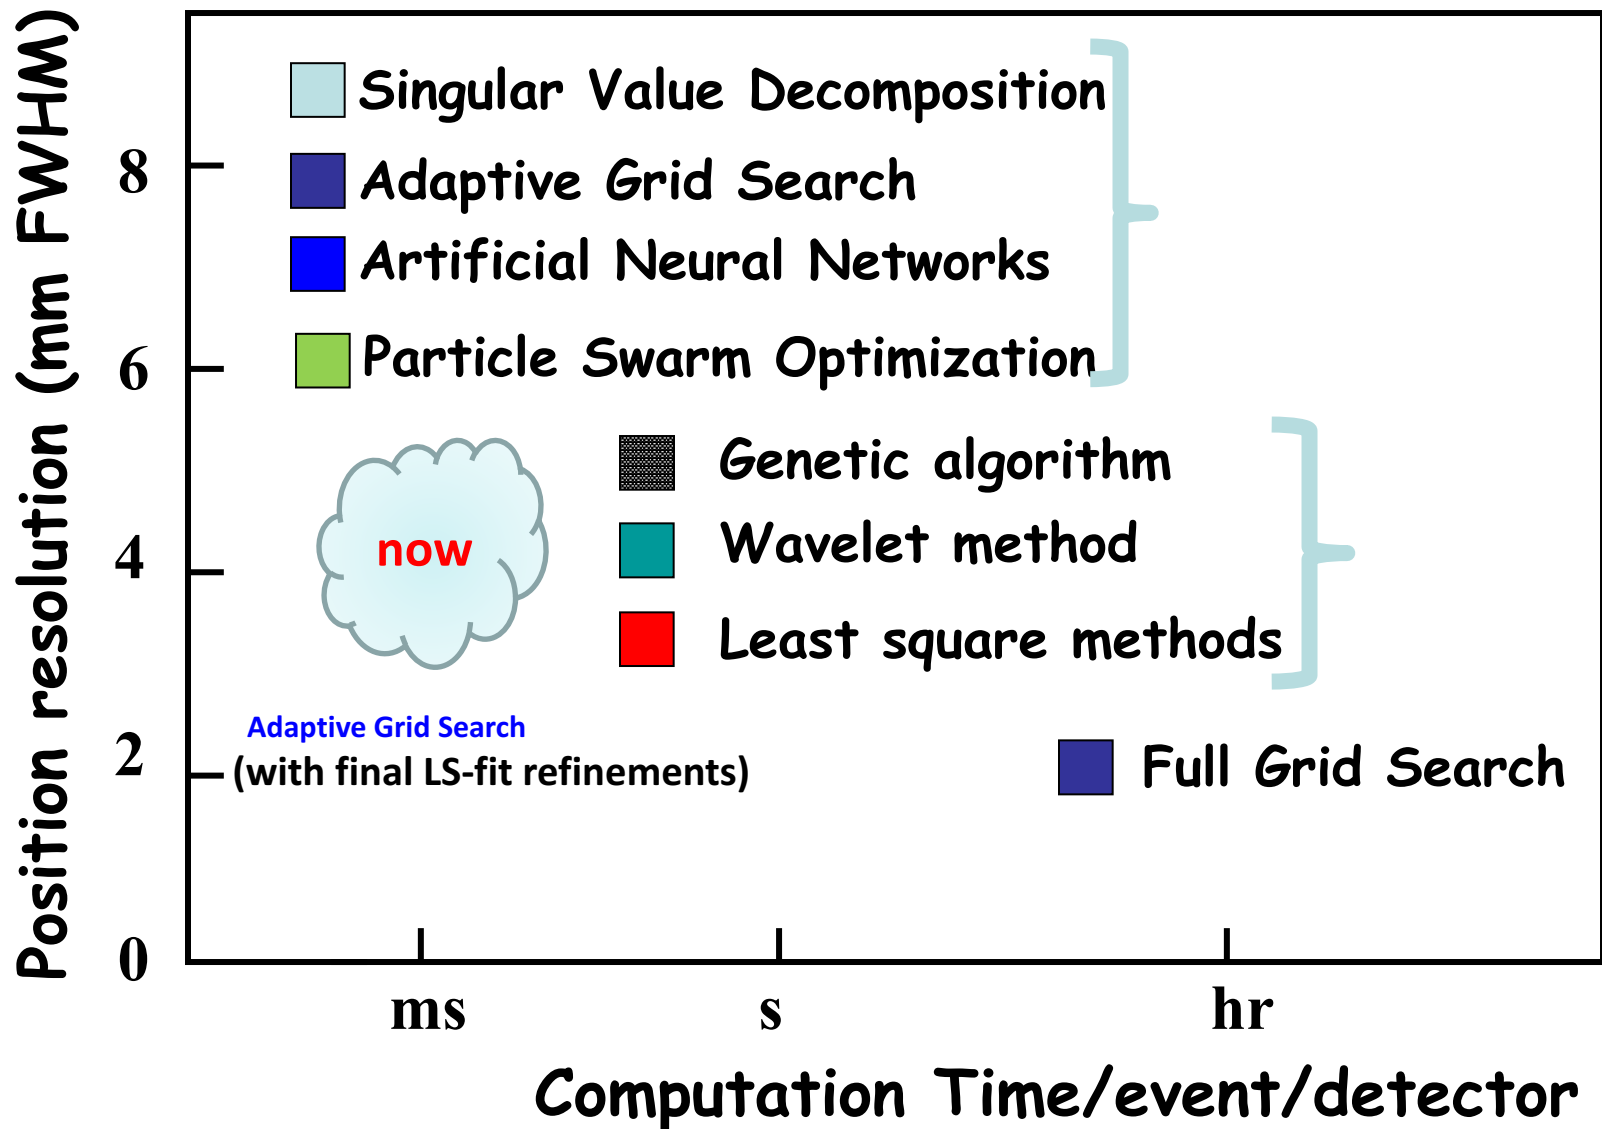 Position resolution (mm FWHM)
8
6
4
2
0
Singular Value Decomposition
Adaptive Grid Search
Artificial Neural Networks
Particle Swarm Optimization
Genetic algorithm
now
Wavelet method
Least square methods
Adaptive Grid Search
(with final LS-fit refinements)
Full Grid Search
ms s hr
Computation Time/event/detector